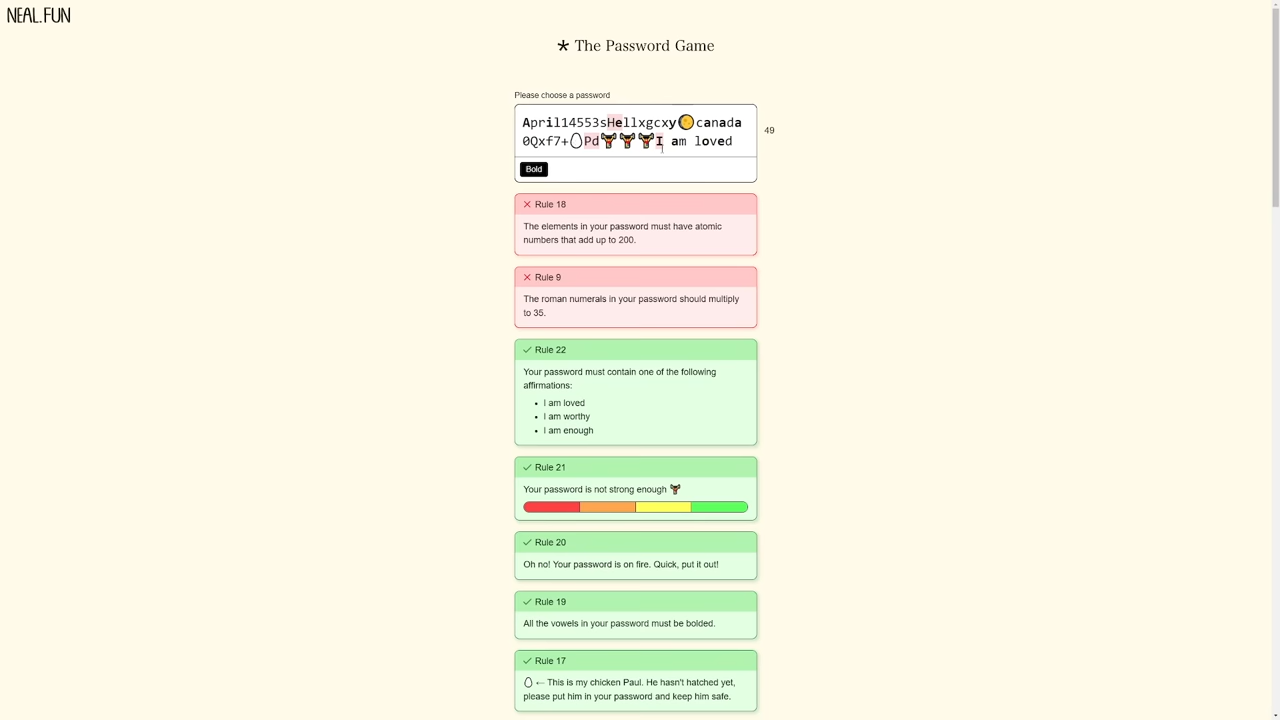 NEAL.FUN
* The Password Game
Please choose a password
April14553sHellxgcxy🌕canada
0Qxf7+🥚Pd🏋️‍♂️🏋️‍♂️🏋️‍♂️I am loved
49
Bold
× Rule 18
The elements in your password must have atomic
numbers that add up to 200.
× Rule 9
The roman numerals in your password should multiply
to 35.
✓ Rule 22
Your password must contain one of the following
affirmations:
• I am loved
• I am worthy
• I am enough
✓ Rule 21
Your password is not strong enough 🏋️‍♂️
✓ Rule 20
Oh no! Your password is on fire. Quick, put it out!
✓ Rule 19
All the vowels in your password must be bolded.
✓ Rule 17
🥚 ← This is my chicken Paul. He hasn't hatched yet,
please put him in your password and keep him safe.